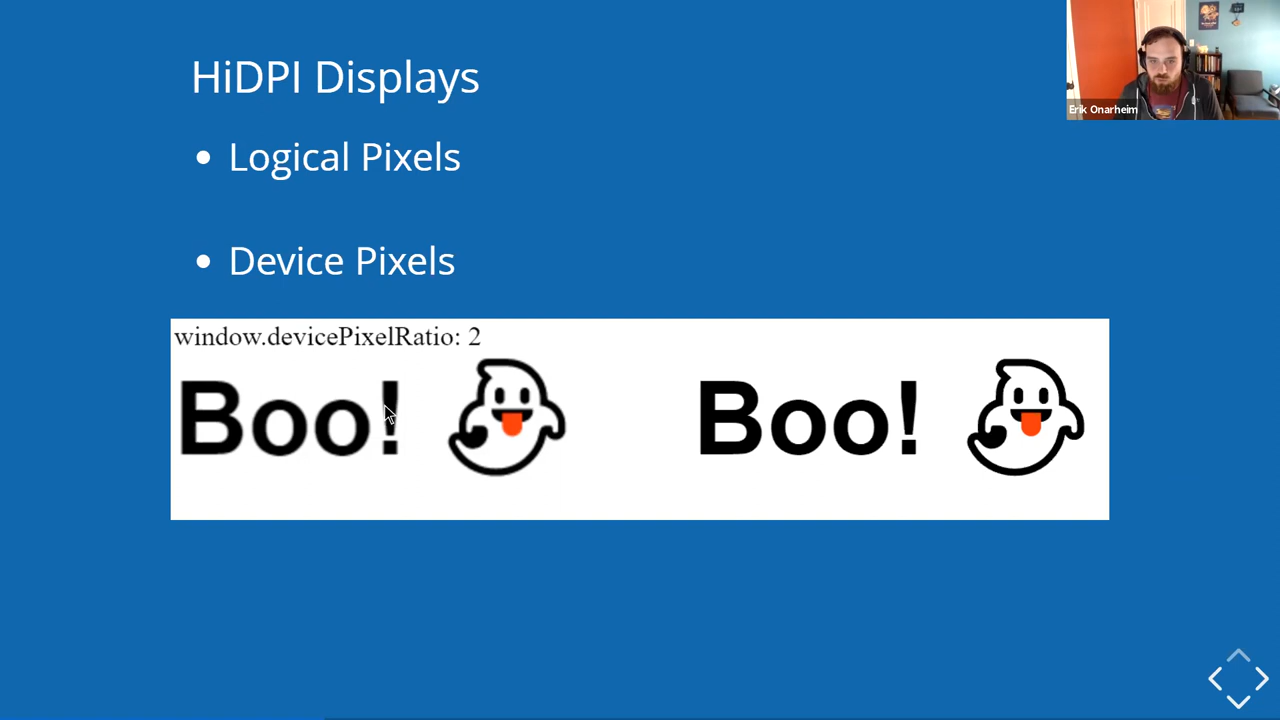 HiDPI Displays
Erik Onarheim
• Logical Pixels
• Device Pixels
window.devicePixelRatio: 2
Boo! Boo!